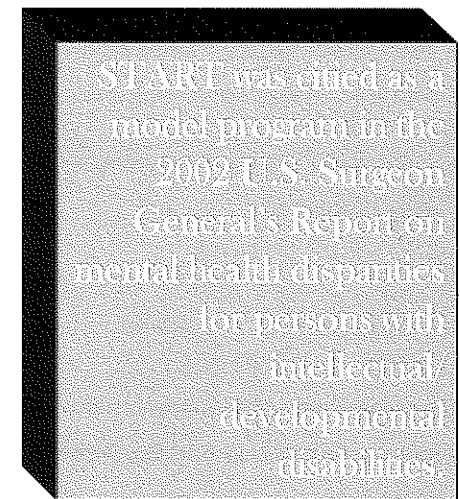 START was citied as a
model program in the
2002 U.S. Surgeon
General's Report on
mental health disparities
for persons with
intellectual/
developmental
disabilities.